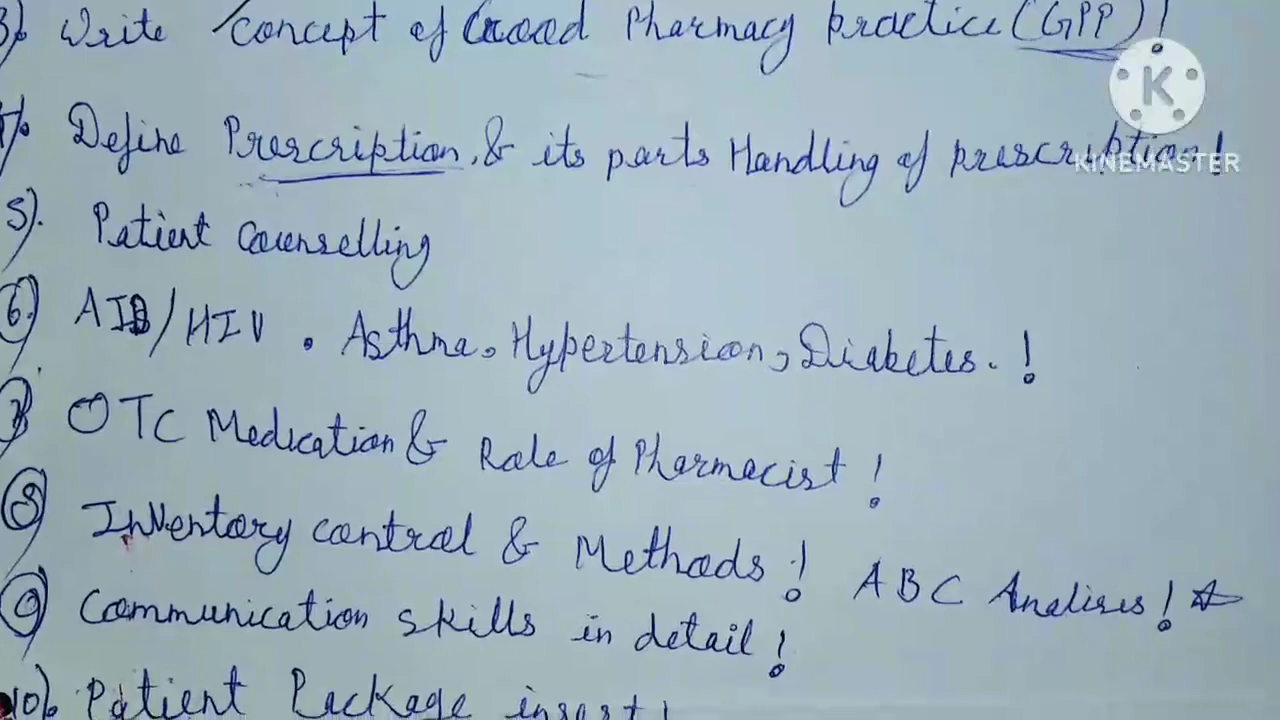 3). Write Concept of Good Pharmacy practice (GPP)!
K
KINEMASTER
4). Define Prescription, & its parts Handling of prescription!
5). Patient Counselling
6) AIDS/HIV . Asthma, Hypertension, Diabetes. !
7) OTC Medication & Role of Pharmacist !
8) Inventory control & Methods ! ABC Analises !
9) Communication skills in detail !
10). Patient Package insert !